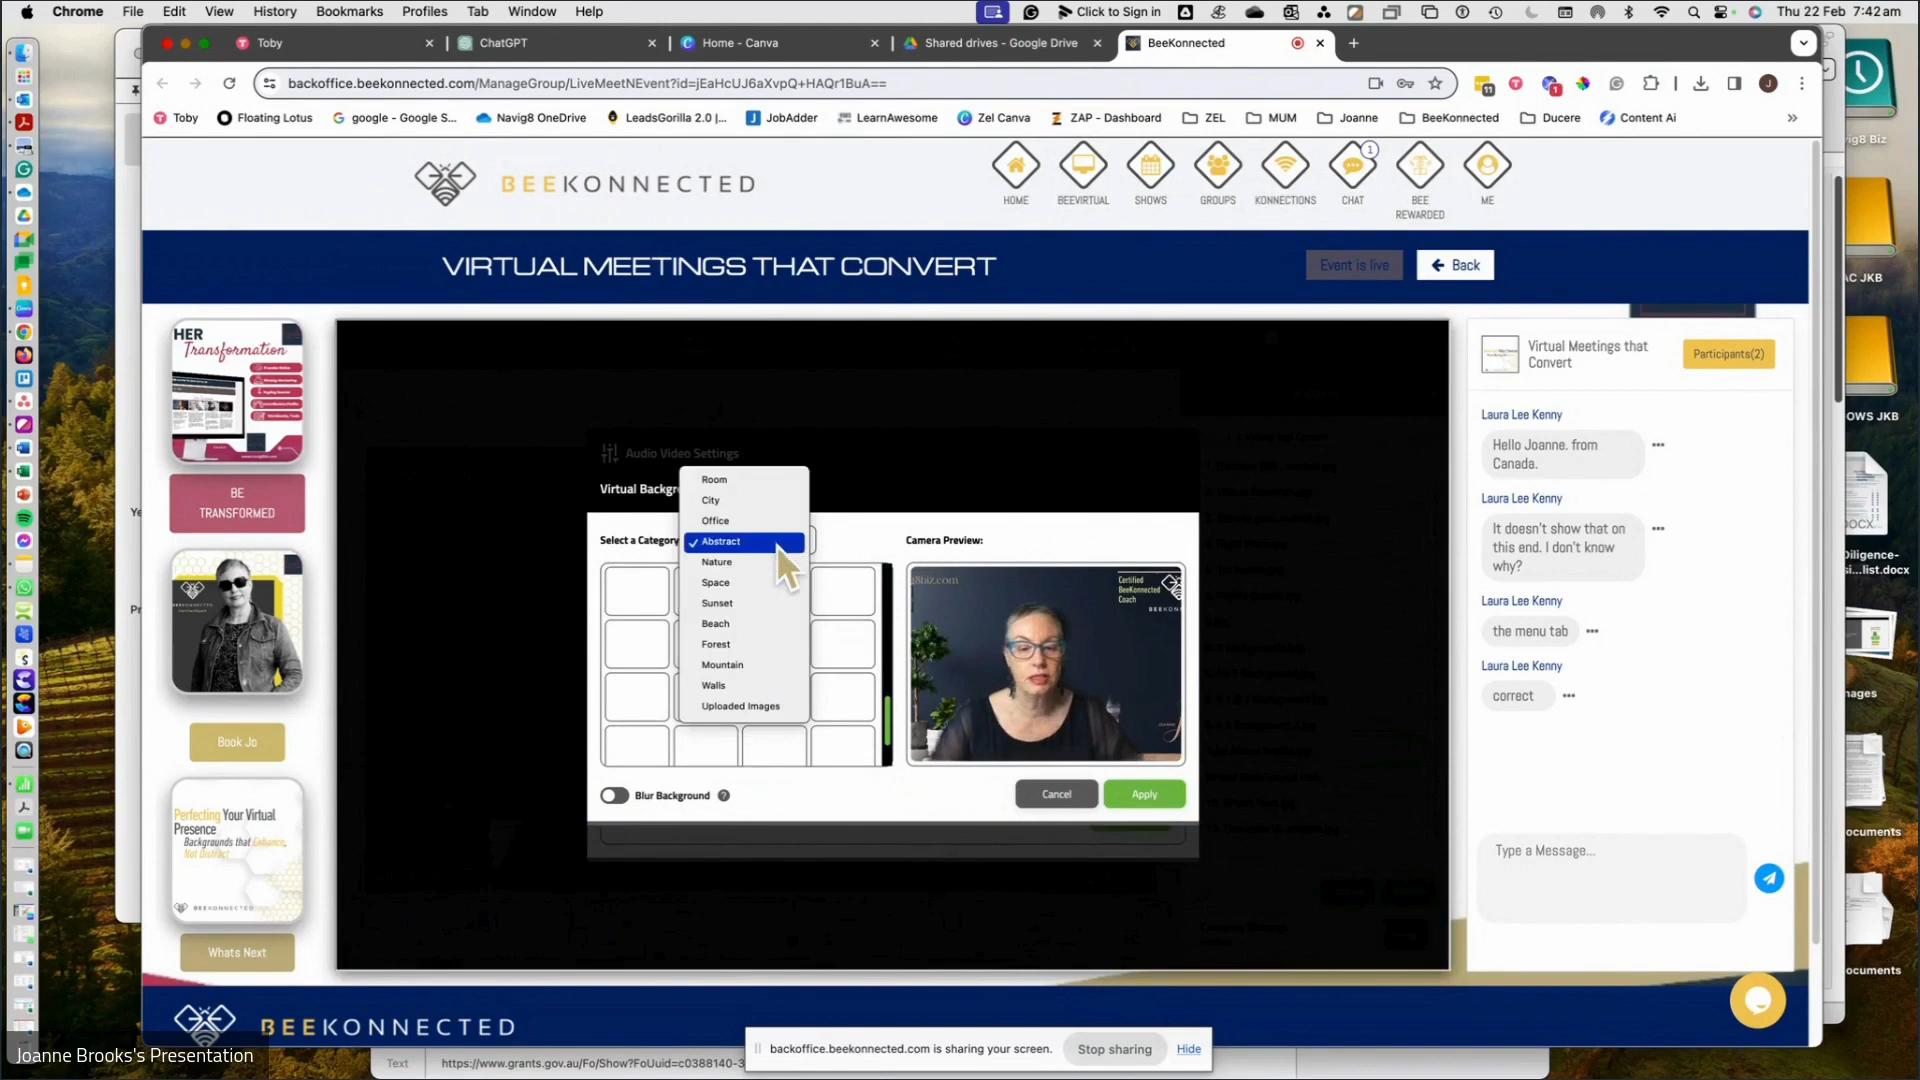 Chrome File Edit View History Bookmarks Profiles Tab Window Help
Click to Sign in
Thu 22 Feb 7:42 am
Toby
ChatGPT
Home - Canva
Shared drives - Google Drive
BeeKonnected
backoffice.beekonnected.com/ManageGroup/LiveMeetNEvent?id=jEaHcUJ6aXvpQ+HAQr1BuA==
11
1
J
Toby
Floating Lotus
google - Google S...
Navig8 OneDrive
LeadsGorilla 2.0 |...
JobAdder
LearnAwesome
Zel Canva
ZAP - Dashboard
ZEL
MUM
Joanne
BeeKonnected
Ducere
Content Ai
BEEKONNECTED
1
HOME
BEEVIRTUAL
SHOWS
GROUPS
KONNECTIONS
CHAT
BEE
REWARDED
ME
VIRTUAL MEETINGS THAT CONVERT
Event is live
Back
HER
Transformation
BE
TRANSFORMED
Book Jo
Perfecting Your Virtual
Presence
Backgrounds that Enhance,
Not Distract
BEEKONNECTED
Whats Next
Audio Video Settings
Virtual Backgr
Select a Category
Room
City
Office
Abstract
Nature
Space
Sunset
Beach
Forest
Mountain
Walls
Uploaded Images
Camera Preview:
Certified
BeeKonnected
Coach
Blur Background
?
Cancel
Apply
Virtual Meetings that
Convert
Participants(2)
Laura Lee Kenny
Hello Joanne. from
Canada.
Laura Lee Kenny
It doesn't show that on
this end. I don't know
why?
Laura Lee Kenny
the menu tab
Laura Lee Kenny
correct
Type a Message...
BEEKONNECTED
backoffice.beekonnected.com is sharing your screen.
Stop sharing
Hide
Joanne Brooks's Presentation
Text
https://www.grants.gov.au/Fo/Show?FoUuid=c0388140-3